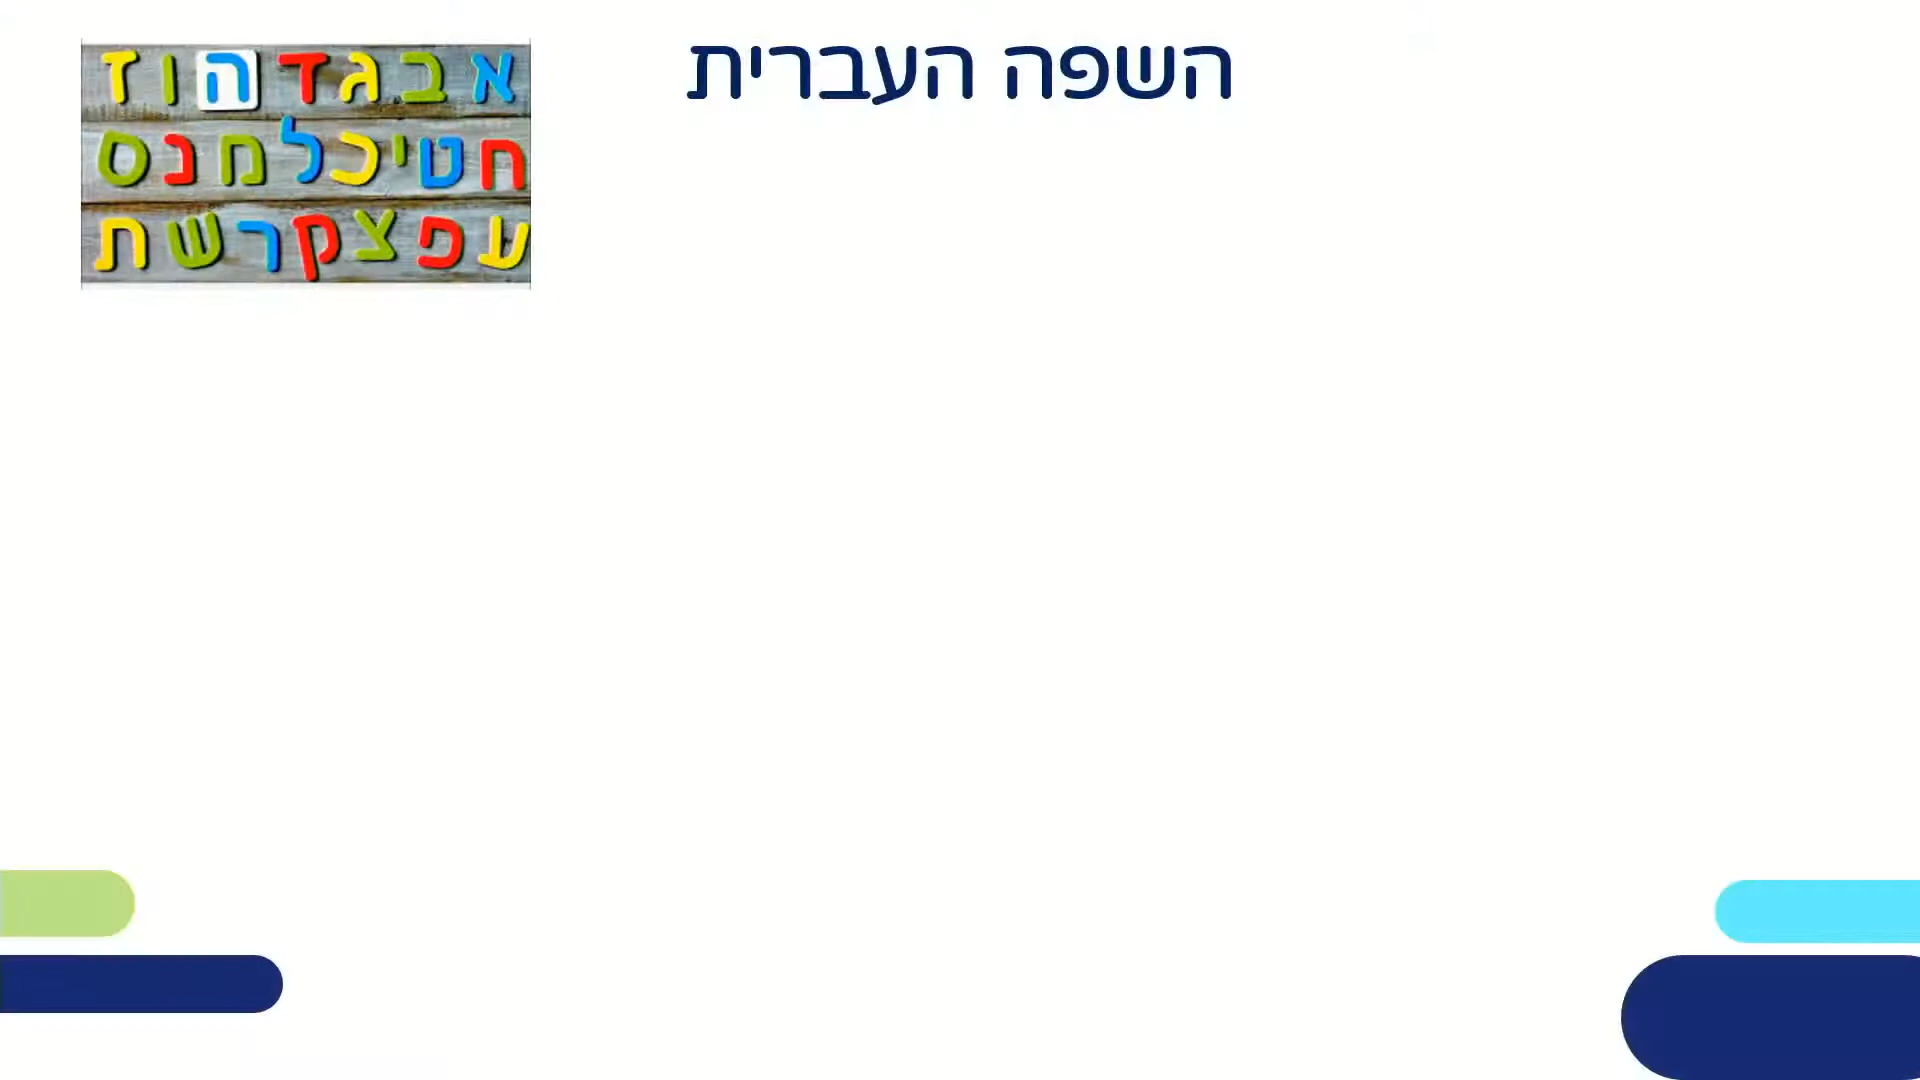 השפה העברית
א ב ג ד ה ו ז
ח ט י כ ל מ נ ס
ע פ צ ק ר ש ת